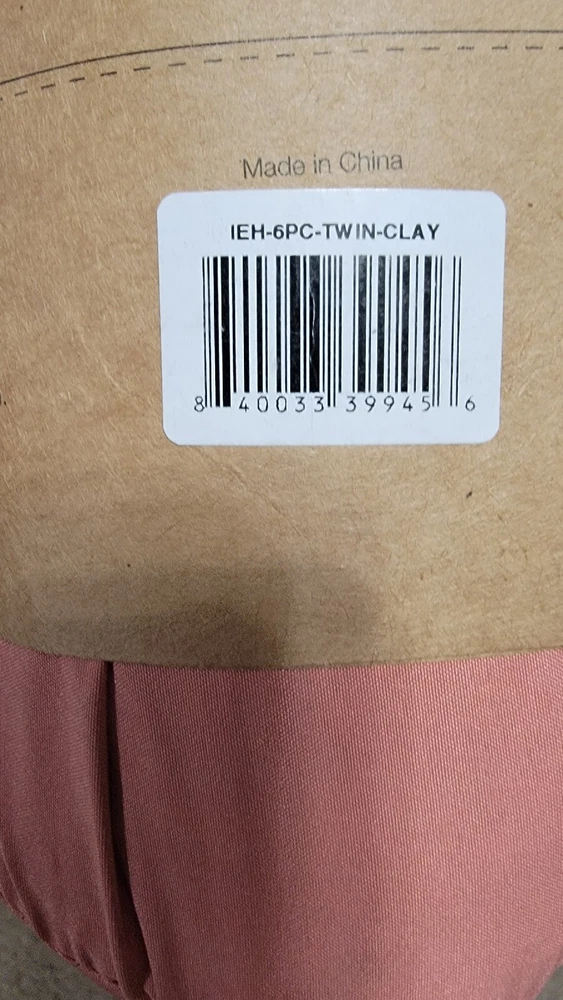 Made in China
IEH-6PC-TWIN-CLAY
8 40033 39945 6